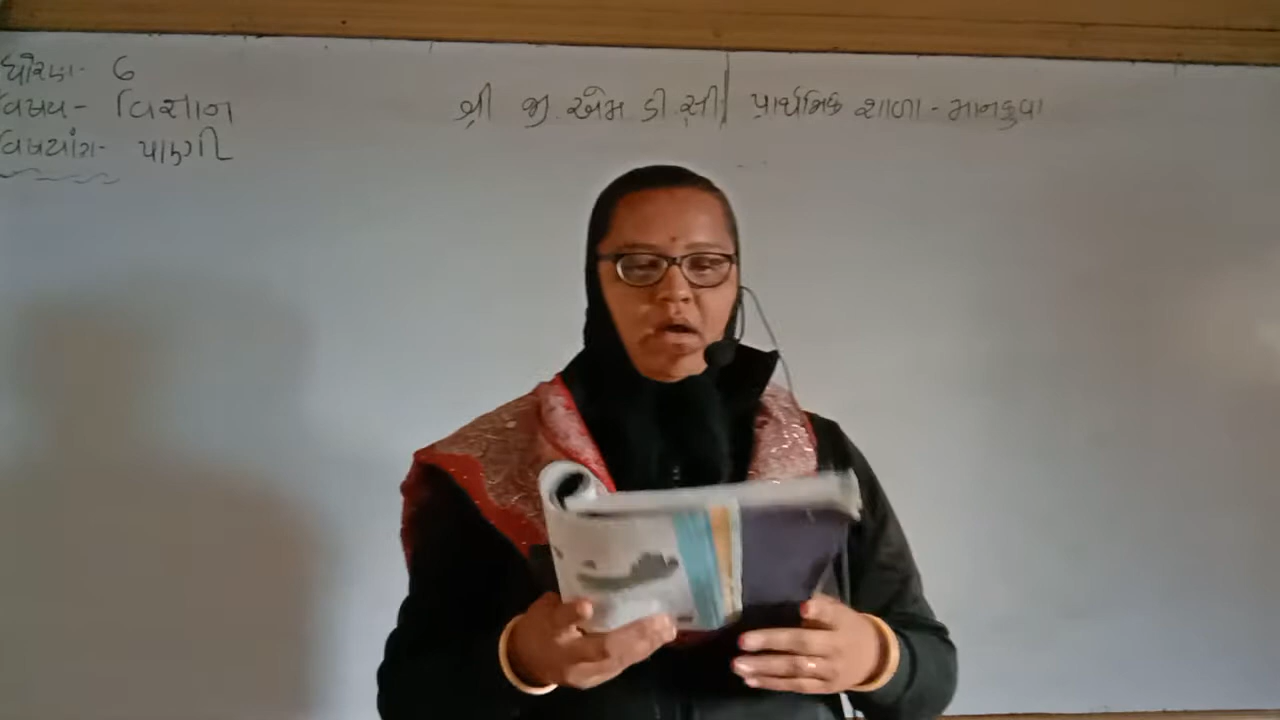 ધોરણ- 6
વિષય- વિજ્ઞાન
વિષયાંગ- પાણી
શ્રી જી.એમ.ડી.સી પ્રાથમિક શાળા - માનકુવા